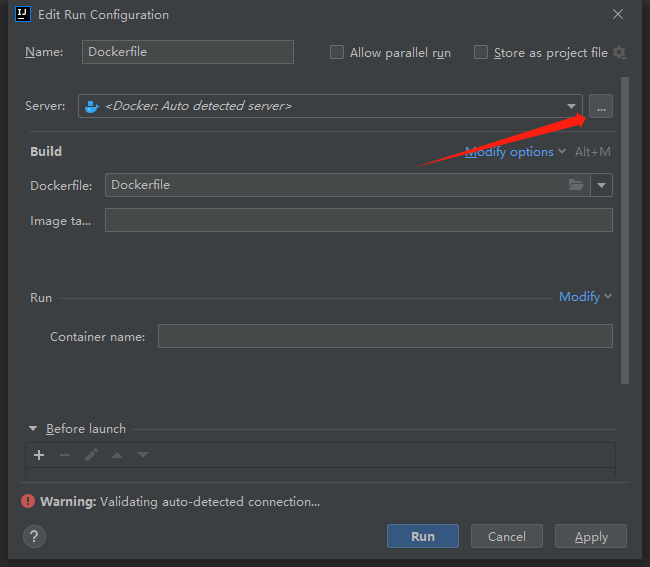 Edit Run Configuration
Name: Dockerfile Allow parallel run Store as project file
Server: <Docker: Auto detected server> ...
Build Modify options Alt+M
Dockerfile: Dockerfile
Image ta...
Run Modify
Container name:
Before launch
Warning: Validating auto-detected connection...
? Run Cancel Apply